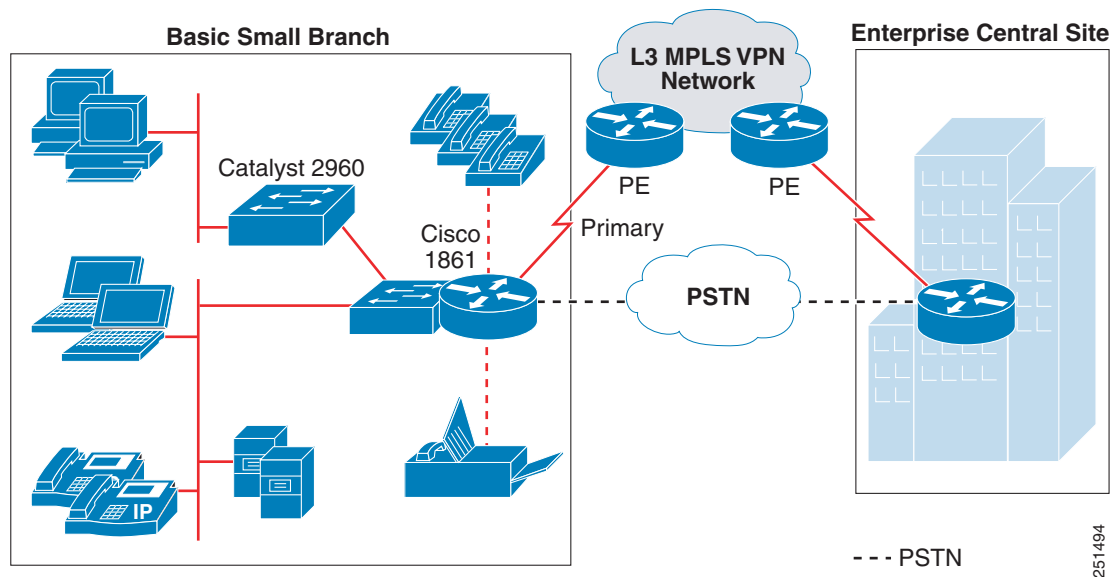 Basic Small Branch
Enterprise Central Site
L3 MPLS VPN
Network
Catalyst 2960
PE
PE
Cisco
1861
Primary
PSTN
IP
--- PSTN
251494